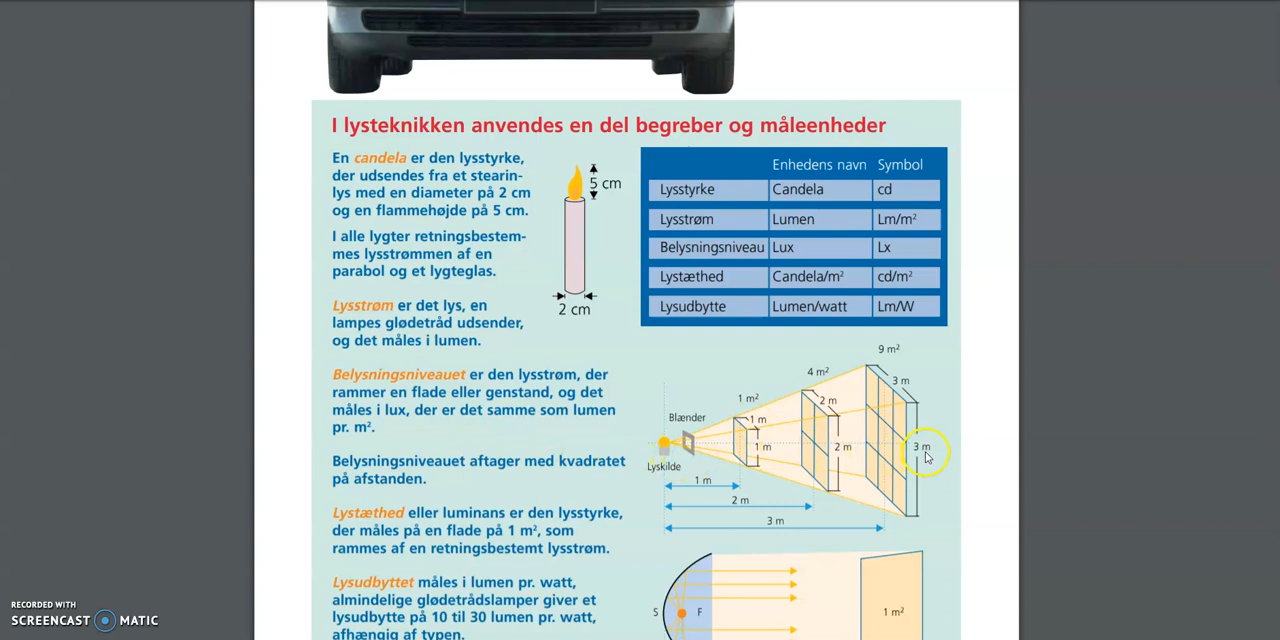 I lysteknikken anvendes en del begreber og måleenheder
En candela er den lysstyrke,
der udsendes fra et stearin-
lys med en diameter på 2 cm
og en flammehøjde på 5 cm.
I alle lygter retningsbestem-
mes lysstrømmen af en
parabol og et lygteglas.
Lysstrøm er det lys, en
lampes glødetråd udsender,
og det måles i lumen.
Belysningsniveauet er den lysstrøm, der
rammer en flade eller genstand, og det
måles i lux, der er det samme som lumen
pr. m².
Belysningsniveauet aftager med kvadratet
på afstanden.
Lystæthed eller luminans er den lysstyrke,
der måles på en flade på 1 m², som
rammes af en retningsbestemt lysstrøm.
Lysudbyttet måles i lumen pr. watt,
almindelige glødetrådslamper giver et
lysudbytte på 10 til 30 lumen pr. watt,
afhængig af typen.
5 cm
2 cm
Enhedens navn Symbol
Lysstyrke Candela cd
Lysstrøm Lumen Lm/m²
Belysningsniveau Lux Lx
Lystæthed Candela/m² cd/m²
Lysudbytte Lumen/watt Lm/W
9 m²
4 m²
3 m
1 m²
2 m
Blænder
1 m
1 m
2 m
3 m
Lyskilde
1 m
2 m
3 m
S
F
1 m²
RECORDED WITH
SCREENCAST MATIC